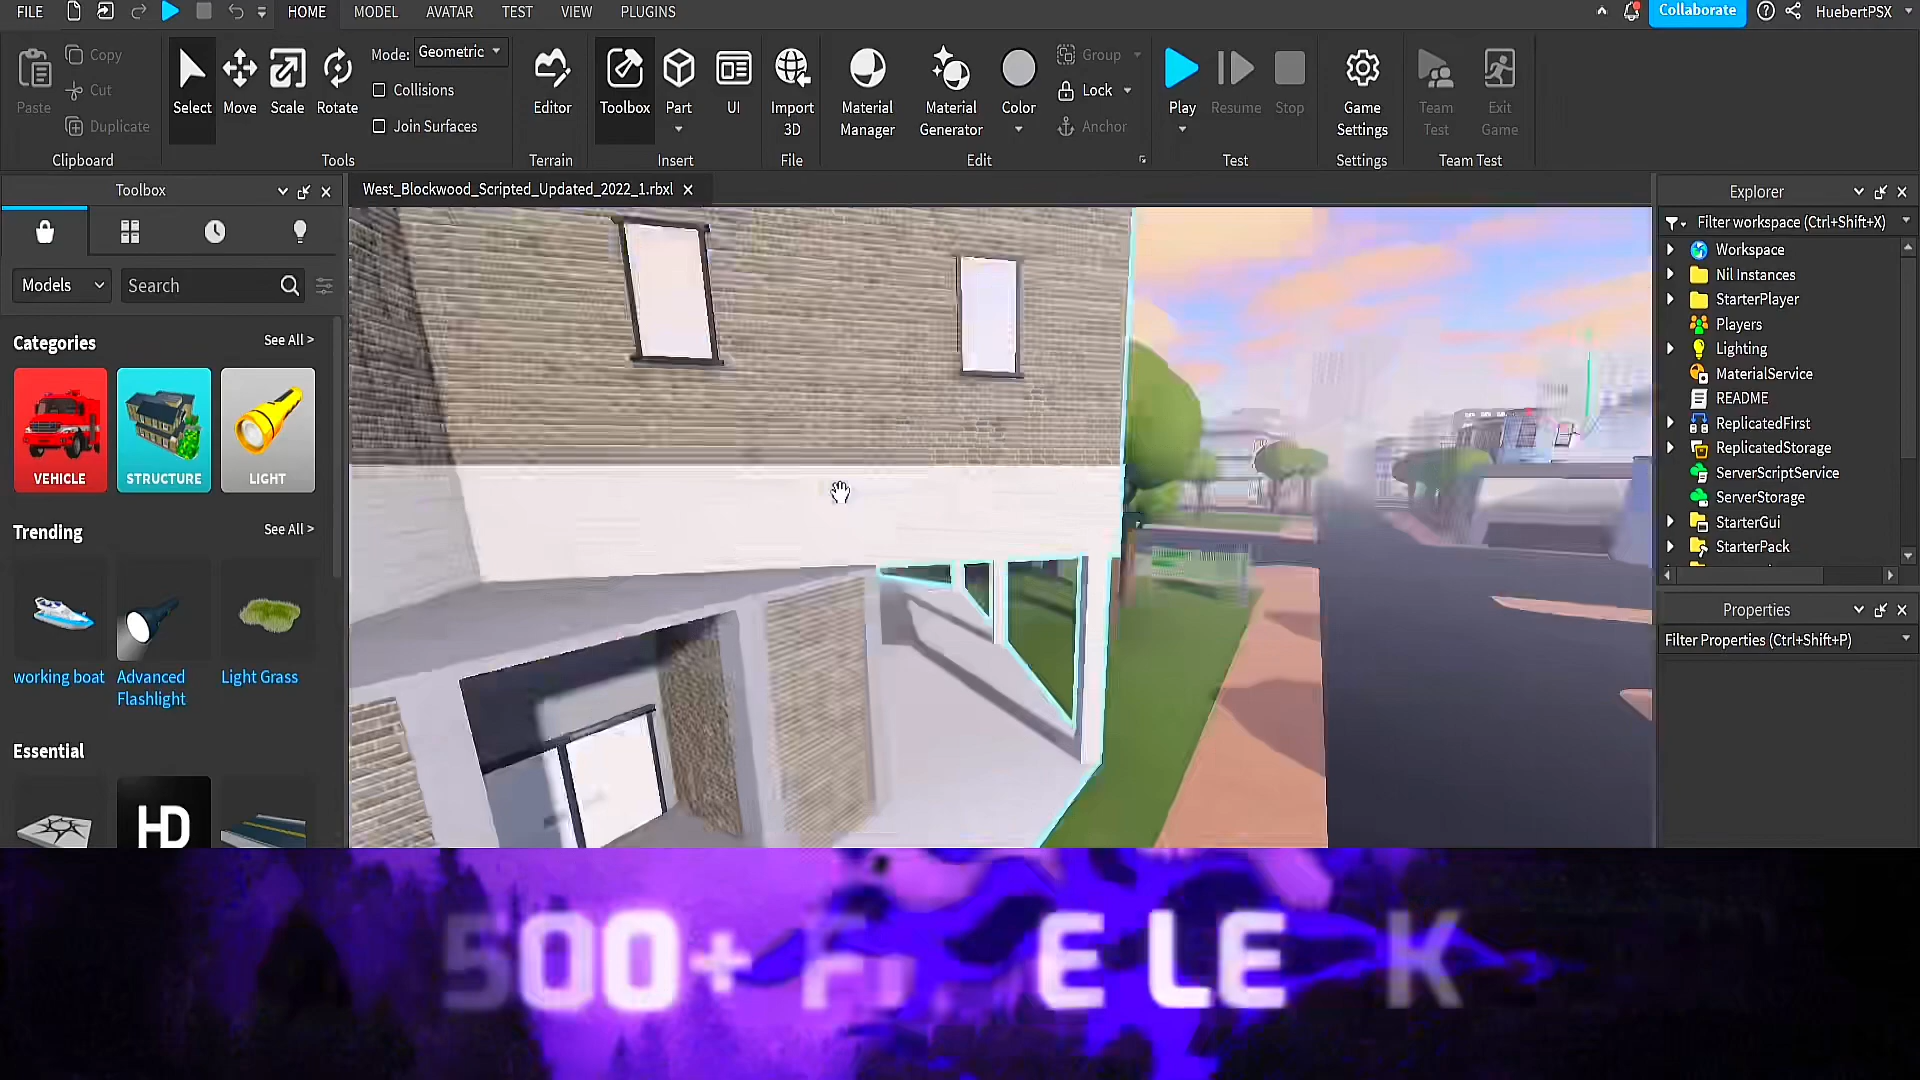 FILE HOME MODEL AVATAR TEST VIEW PLUGINS Collaborate HuebertPSX
Paste Copy Cut Duplicate
Clipboard
Select Move Scale Rotate
Mode: Geometric
Collisions
Join Surfaces
Tools
Editor
Terrain
Toolbox Part UI
Insert
Import 3D
File
Material Manager
Material Generator
Color
Group
Lock
Anchor
Edit
Play Resume Stop
Test
Game Settings
Settings
Team Test
Exit Game
Team Test
Toolbox
West_Blockwood_Scripted_Updated_2022_1.rbxl
Models
Search
Categories See All >
VEHICLE STRUCTURE LIGHT
Trending See All >
working boat
Advanced Flashlight
Light Grass
Essential
HD
Explorer
Filter workspace (Ctrl+Shift+X)
Workspace
Nil Instances
StarterPlayer
Players
Lighting
MaterialService
README
ReplicatedFirst
ReplicatedStorage
ServerScriptService
ServerStorage
StarterGui
StarterPack
Properties
Filter Properties (Ctrl+Shift+P)
500+